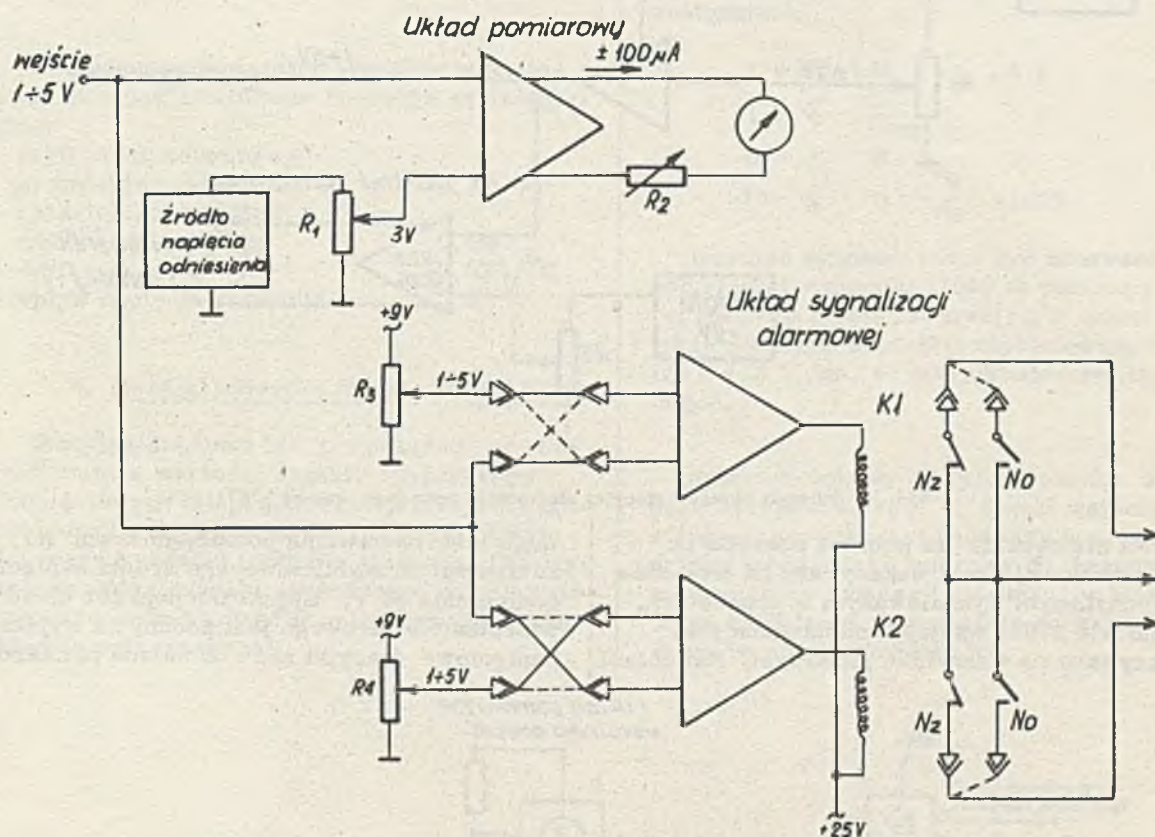 Układ pomiarowy
wejście
1÷5 V
± 100 μA
R2
Źródło
napięcia
odniesienia
R1
3V
Układ sygnalizacji
alarmowej
+9V
R3
1÷5V
K1
Nz
No
+9V
R4
1÷5V
K2
Nz
No
+25V